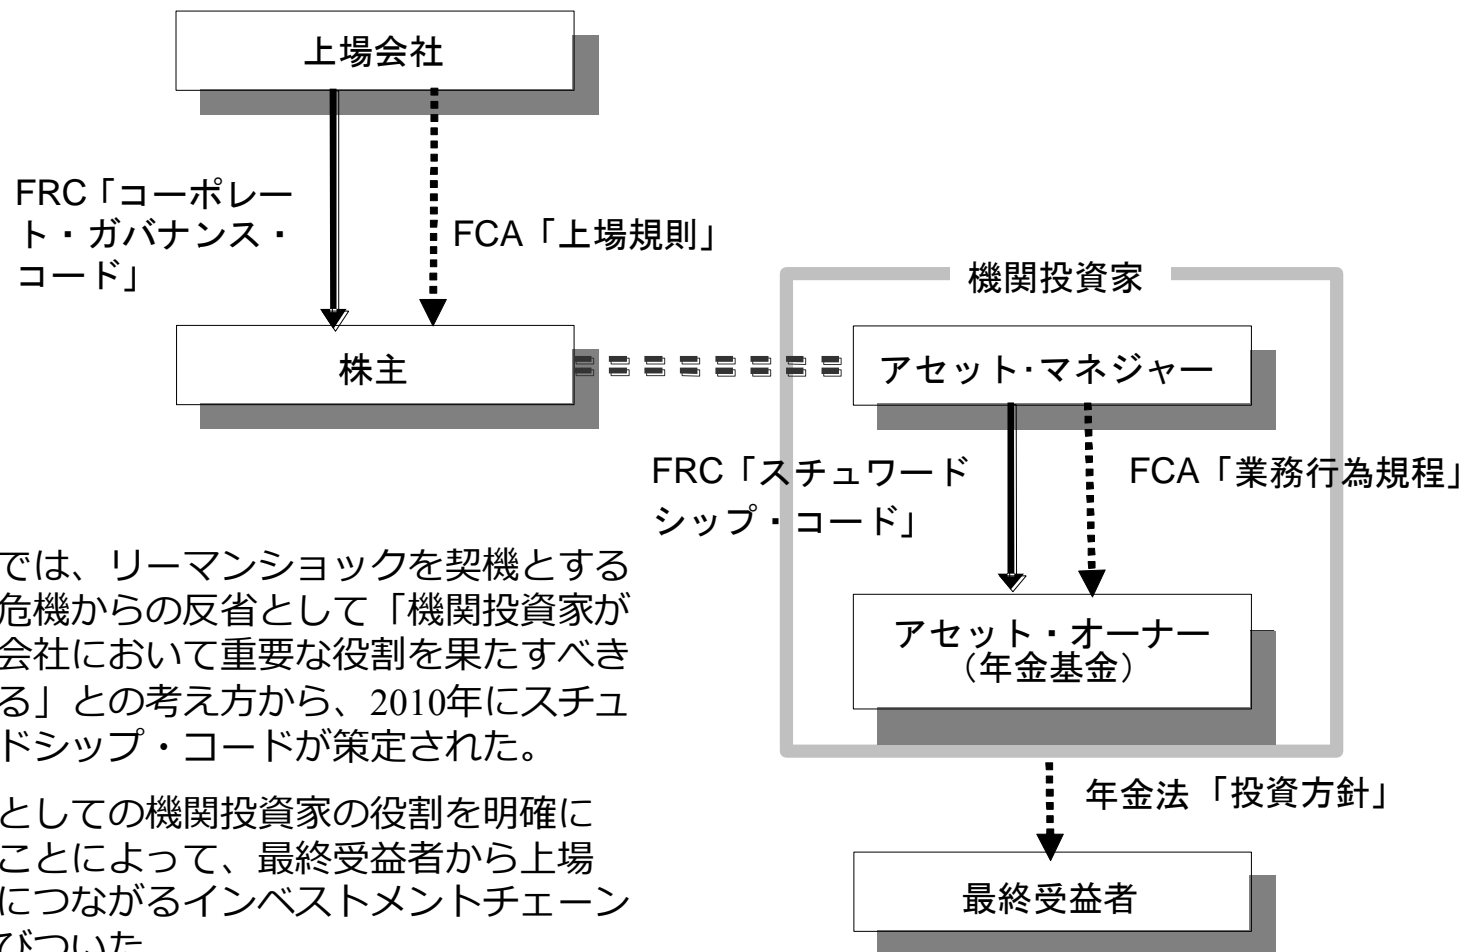 上場会社
FRC「コーポレー
ト・ガバナンス・
コード」
FCA「上場規則」
株主
機関投資家
アセット・マネジャー
FRC「スチュワード
シップ・コード」
FCA「業務行為規程」
アセット・オーナー
（年金基金）
年金法「投資方針」
最終受益者
では、リーマンショックを契機とする
危機からの反省として「機関投資家が
会社において重要な役割を果たすべき
る」との考え方から、2010年にスチュ
ドシップ・コードが策定された。
としての機関投資家の役割を明確に
ことによって、最終受益者から上場
につながるインベストメントチェーン
びついた